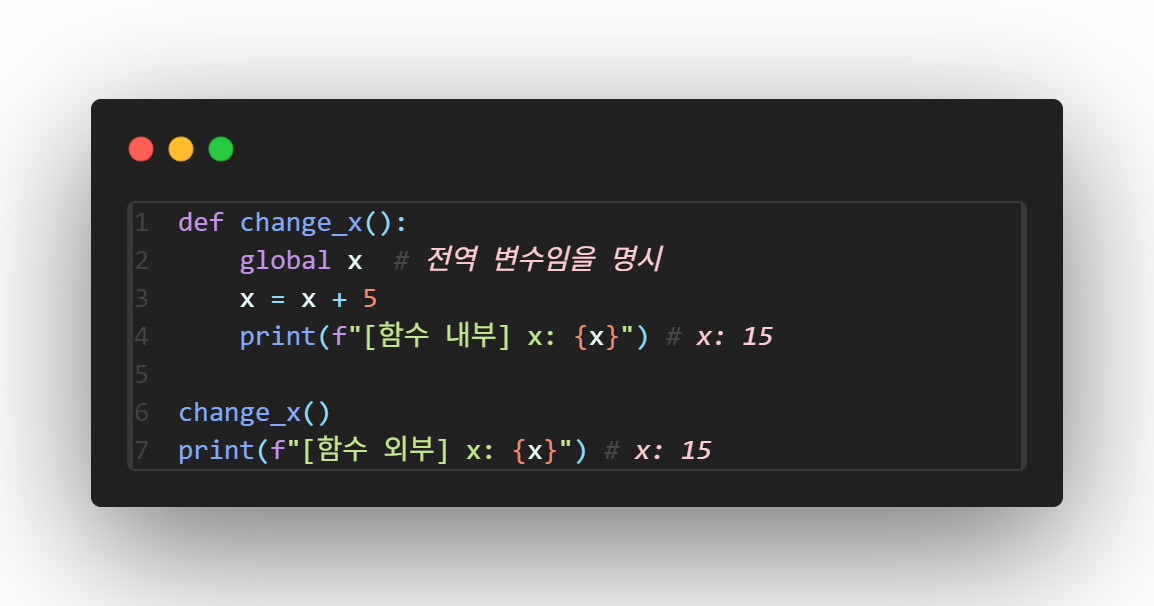 1 def change_x():
2     global x  # 전역 변수임을 명시
3     x = x + 5
4     print(f"[함수 내부] x: {x}") # x: 15
5
6 change_x()
7 print(f"[함수 외부] x: {x}") # x: 15